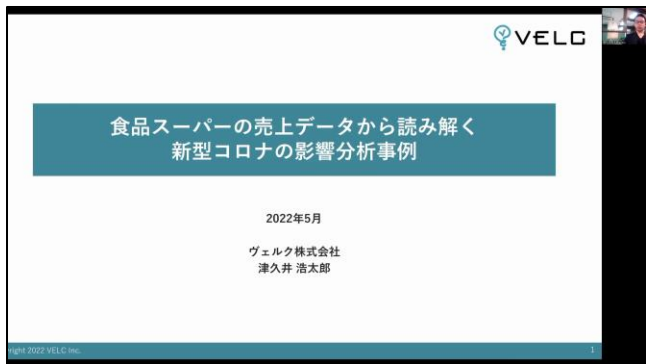 VELC
食品スーパーの売上データから読み解く
新型コロナの影響分析事例
2022年5月
ヴェルク株式会社
津久井 浩太郎
right 2022 VELC Inc.
1